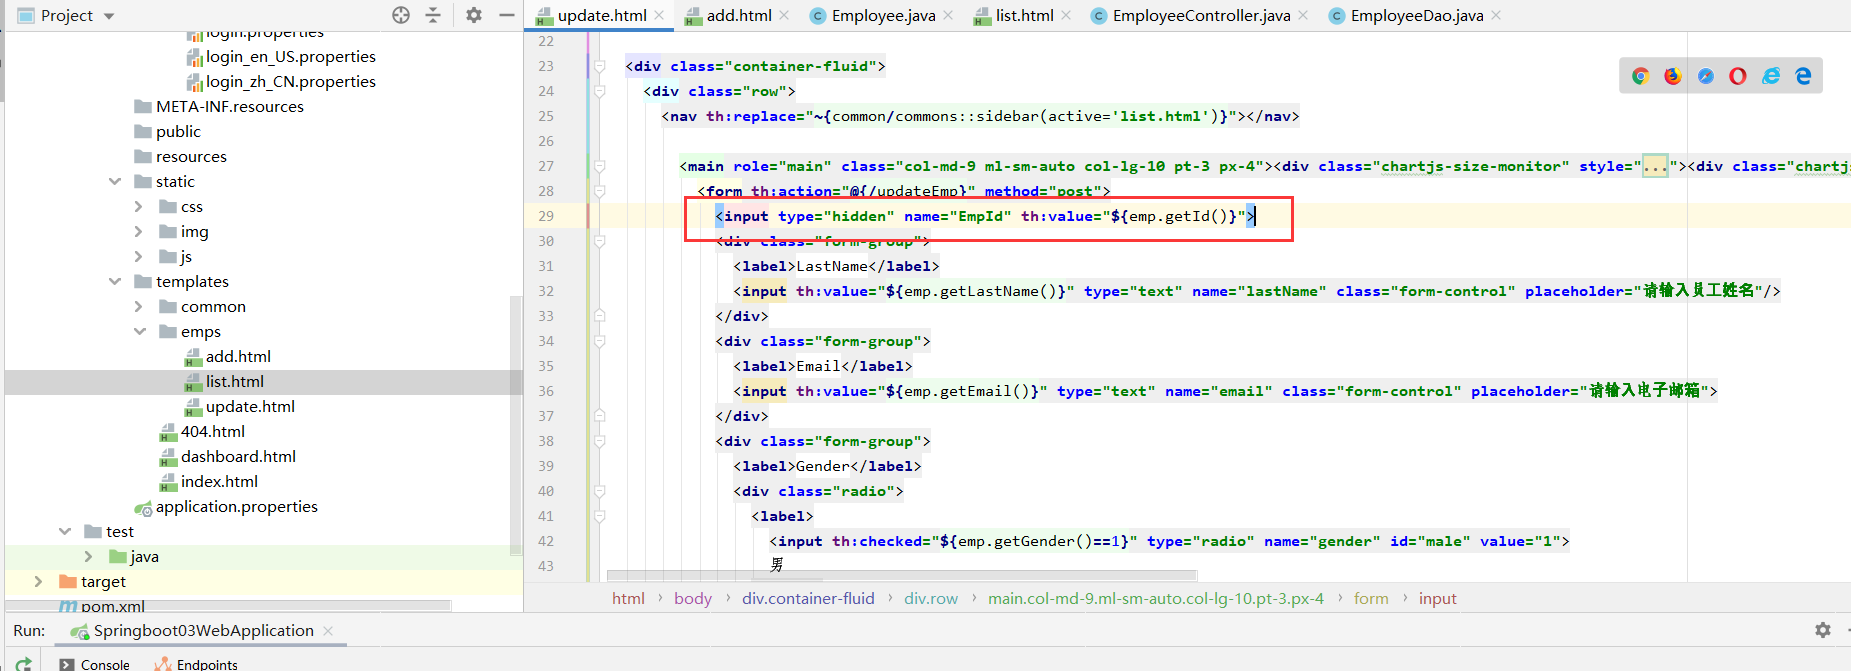 Project
update.html
add.html
Employee.java
list.html
EmployeeController.java
EmployeeDao.java
login.properties
login_en_US.properties
login_zh_CN.properties
META-INF.resources
public
resources
static
css
img
js
templates
common
emps
add.html
list.html
update.html
404.html
dashboard.html
index.html
application.properties
test
java
target
pom.xml
22
23 <div class="container-fluid">
24 <div class="row">
25 <nav th:replace="~{common/commons::sidebar(active='list.html')}"></nav>
26
27 <main role="main" class="col-md-9 ml-sm-auto col-lg-10 pt-3 px-4"><div class="chartjs-size-monitor" style="..."><div class="chartjs
28 <form th:action="@{/updateEmp}" method="post">
29 <input type="hidden" name="EmpId" th:value="${emp.getId()}">
30 <div class="form-group">
31 <label>LastName</label>
32 <input th:value="${emp.getLastName()}" type="text" name="lastName" class="form-control" placeholder="请输入员工姓名"/>
33 </div>
34 <div class="form-group">
35 <label>Email</label>
36 <input th:value="${emp.getEmail()}" type="text" name="email" class="form-control" placeholder="请输入电子邮箱">
37 </div>
38 <div class="form-group">
39 <label>Gender</label>
40 <div class="radio">
41 <label>
42 <input th:checked="${emp.getGender()==1}" type="radio" name="gender" id="male" value="1">
43 男
html › body › div.container-fluid › div.row › main.col-md-9.ml-sm-auto.col-lg-10.pt-3.px-4 › form › input
Run: Springboot03WebApplication
Console Endpoints